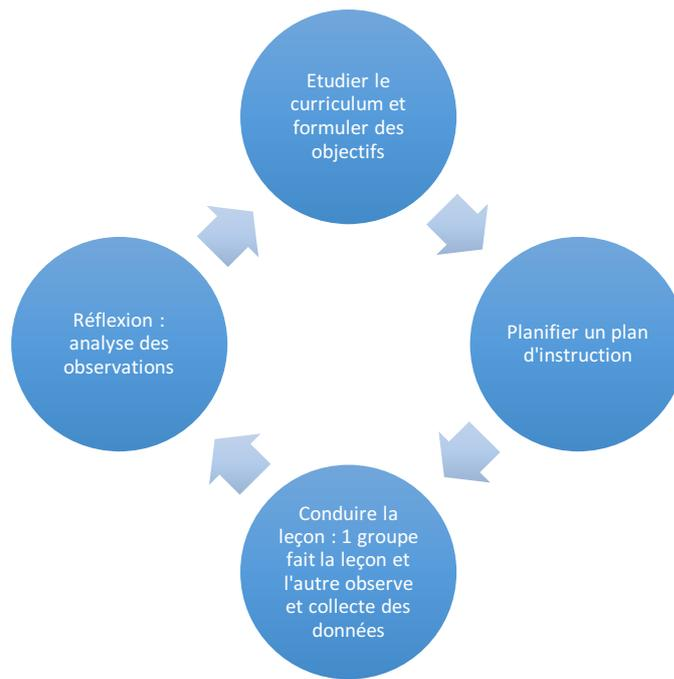 Etudier le
curriculum et
formuler des
objectifs
Planifier un plan
d'instruction
Conduire la
leçon : 1 groupe
fait la leçon et
l'autre observe
et collecte des
données
Réflexion :
analyse des
observations